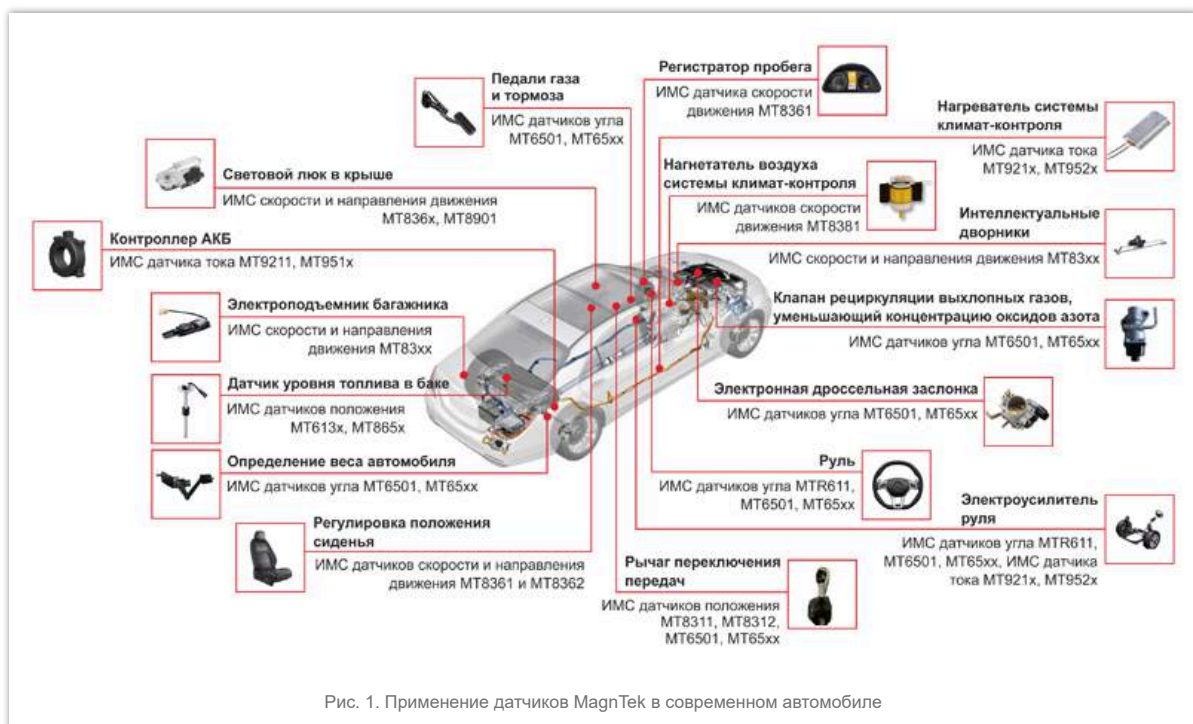 Педали газа
и тормоза
ИМС датчиков угла
MT6501, MT65xx
Световой люк в крыше
ИМС скорости и направления движения
MT836x, MT8901
Контроллер АКБ
ИМС датчика тока MT9211, MT951x
Электроподъемник багажника
ИМС скорости и направления
движения MT83xx
Датчик уровня топлива в баке
ИМС датчиков положения
MT613x, MT865x
Определение веса автомобиля
ИМС датчиков угла MT6501, MT65xx
Регулировка положения
сиденья
ИМС датчиков скорости и направления
движения MT8361 и MT8362
Регистратор пробега
ИМС датчика скорости
движения MT8361
Нагнетатель воздуха
системы климат-контроля
ИМС датчиков скорости
движения MT8381
Нагреватель системы
климат-контроля
ИМС датчика тока
MT921x, MT952x
Интеллектуальные
дворники
ИМС скорости и направления движения MT83xx
Клапан рециркуляции выхлопных газов,
уменьшающий концентрацию оксидов азота
ИМС датчиков угла MT6501, MT65xx
Электронная дроссельная заслонка
ИМС датчиков угла MT6501, MT65xx
Руль
ИМС датчиков угла MTR611,
MT6501, MT65xx
Электроусилитель
руля
ИМС датчиков угла MTR611,
MT6501, MT65xx, ИМС датчика
тока MT921x, MT952x
Рычаг переключения
передач
ИМС датчиков положения
MT8311, MT8312,
MT6501, MT65xx
Рис. 1. Применение датчиков MagnTek в современном автомобиле